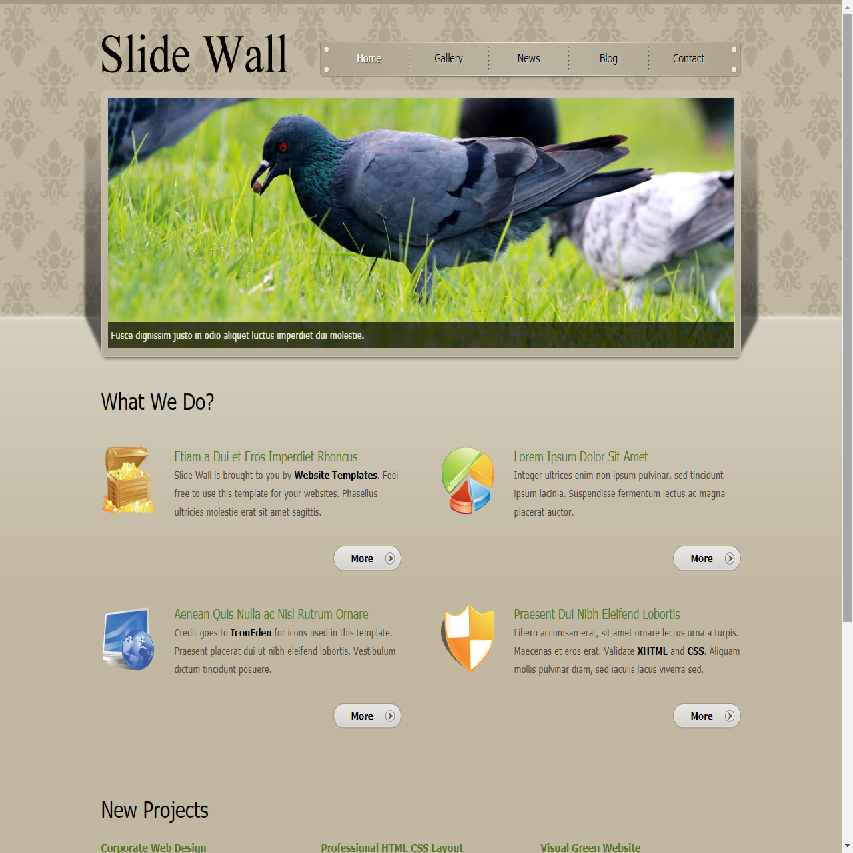 Slide Wall
Home Gallery News Blog Contact
Fusce dignissim justo in odio aliquet luctus imperdiet dui molestie.
What We Do?
Etiam a Dui et Eros Imperdiet Rhoncus
Slide Wall is brought to you by Website Templates. Feel
free to use this template for your websites. Phasellus
ultricies molestie erat sit amet sagittis.
More
Lorem Ipsum Dolor Sit Amet
Integer ultrices enim non ipsum pulvinar, sed tincidunt
ipsum lacinia. Suspendisse fermentum lectus ac magna
placerat auctor.
More
Aenean Quis Nulla ac Nisl Rutrum Ornare
Credit goes to IconEden for icons used in this template.
Praesent placerat dui ut nibh eleifend lobortis. Vestibulum
dictum tincidunt posuere.
More
Praesent Dui Nibh Eleifend Lobortis
Libero accumsan erat, sit amet ornare lectus urna a turpis.
Maecenas et eros erat. Validate XHTML and CSS. Aliquam
mollis pulvinar diam, sed iaculis lacus viverra sed.
More
New Projects
Corporate Web Design
Professional HTML CSS Layout
Visual Green Website